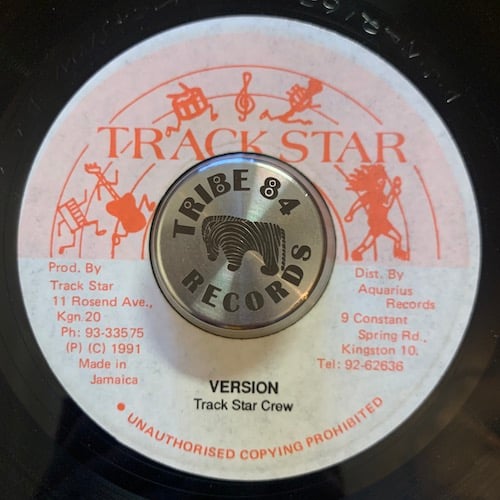 TRACK STAR
TRIBE 84
RECORDS
Prod. By
Track Star
11 Rosend Ave.,
Kgn.20
Ph: 93-33575
(P) (C) 1991
Made in
Jamaica
Dist. By
Aquarius
Records
9 Constant
Spring Rd.
Kingston 10.
Tel: 92-62636
VERSION
Track Star Crew
• UNAUTHORISED COPYING PROHIBITED